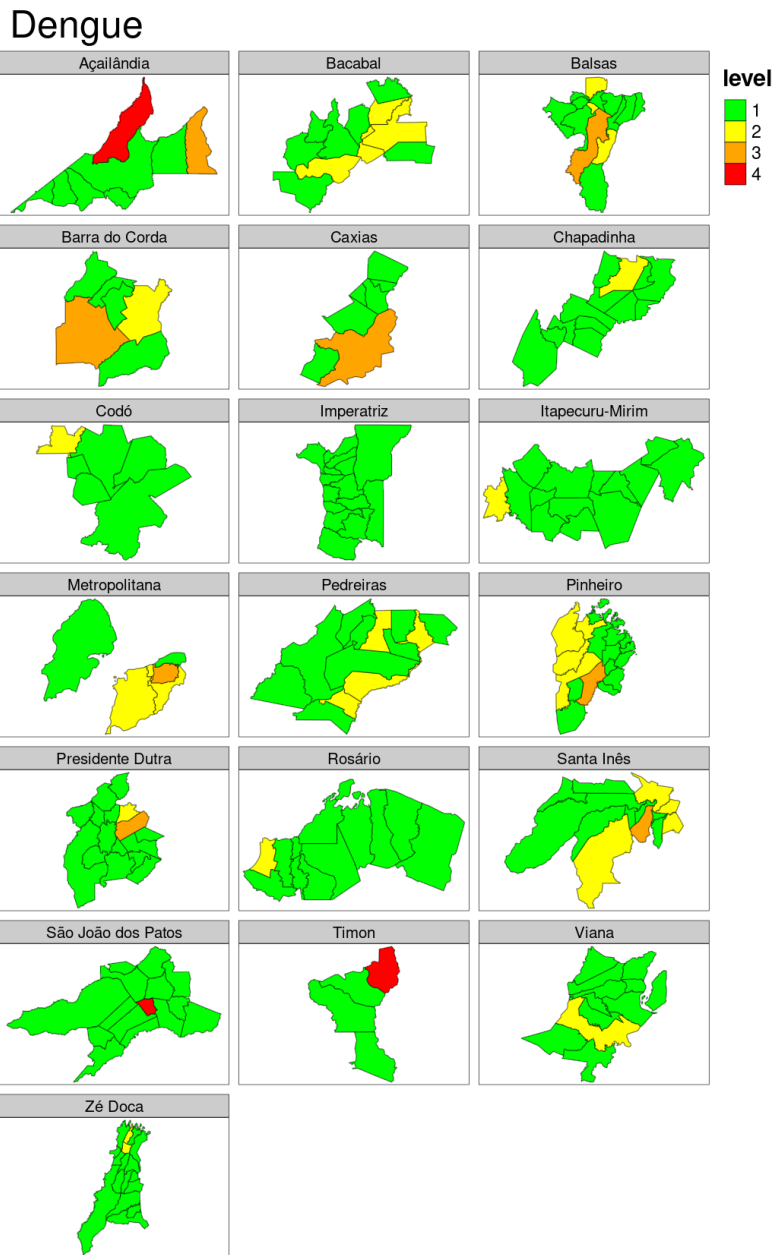 Dengue
Açailândia
Bacabal
Balsas
level
1
2
3
4
Barra do Corda
Caxias
Chapadinha
Codó
Imperatriz
Itapecuru-Mirim
Metropolitana
Pedreiras
Pinheiro
Presidente Dutra
Rosário
Santa Inês
São João dos Patos
Timon
Viana
Zé Doca